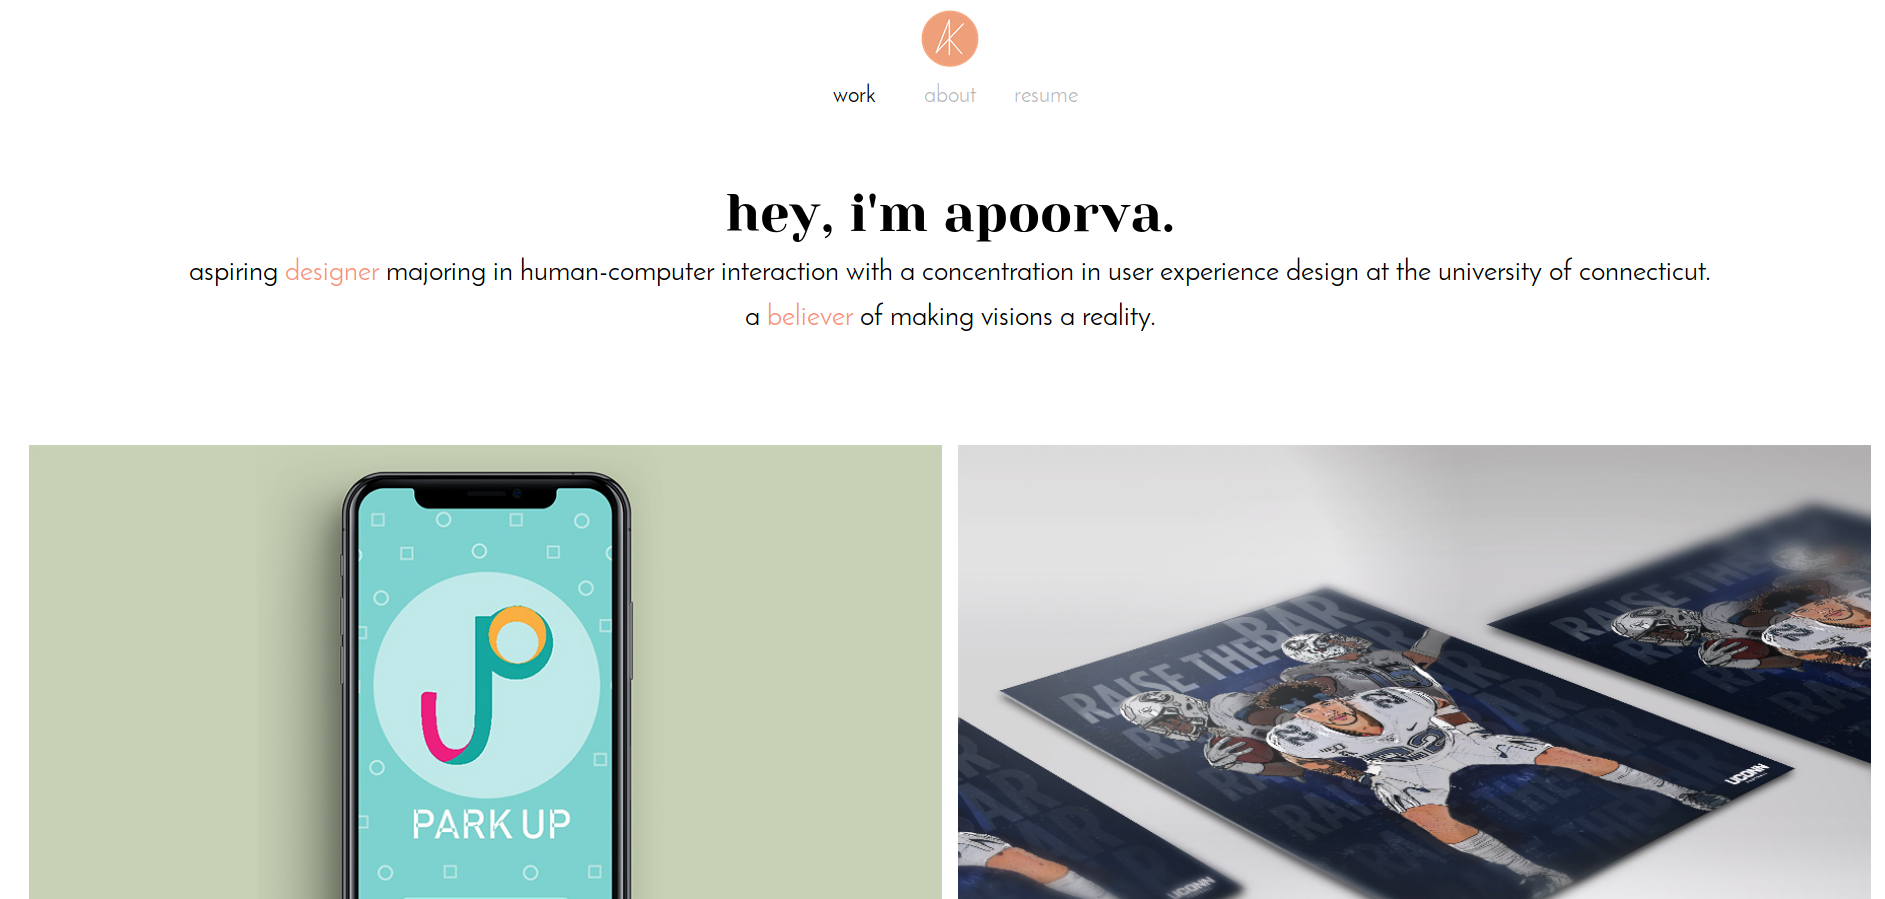 AK
work about resume
hey, i'm apoorva.
aspiring designer majoring in human-computer interaction with a concentration in user experience design at the university of connecticut.
a believer of making visions a reality.
PARK UP
RAISE THE BAR
UCONN
RAISE THE
UCONN